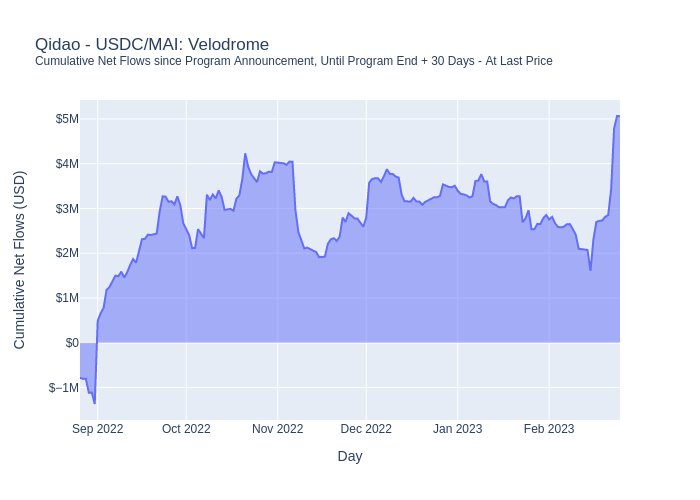 Qidao - USDC/MAI: Velodrome
Cumulative Net Flows since Program Announcement, Until Program End + 30 Days - At Last Price
Cumulative Net Flows (USD)
$5M
$4M
$3M
$2M
$1M
$0
$−1M
Sep 2022 Oct 2022 Nov 2022 Dec 2022 Jan 2023 Feb 2023
Day